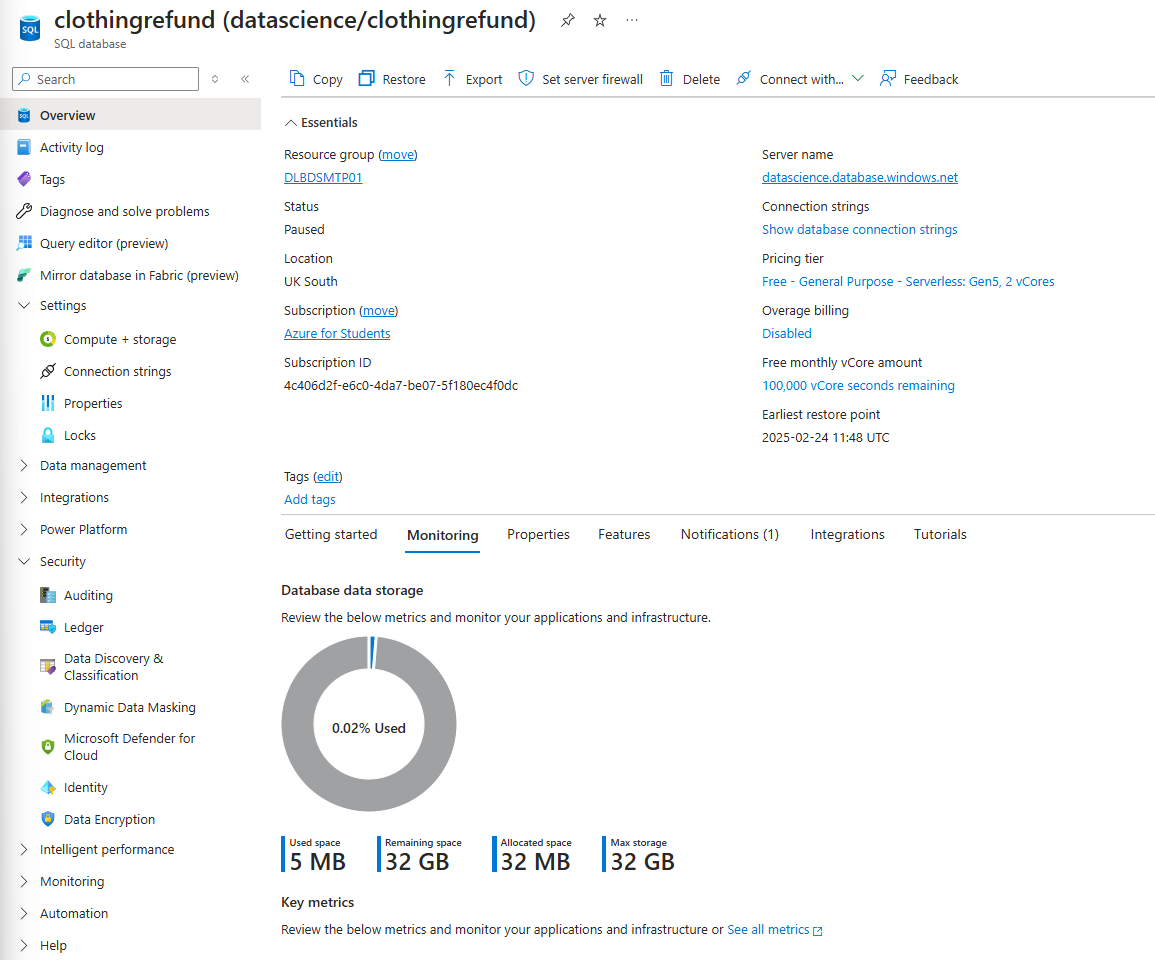 clothingrefund (datascience/clothingrefund)
SQL database
Search
Copy
Restore
Export
Set server firewall
Delete
Connect with...
Feedback
Overview
Activity log
Tags
Diagnose and solve problems
Query editor (preview)
Mirror database in Fabric (preview)
Settings
Compute + storage
Connection strings
Properties
Locks
Data management
Integrations
Power Platform
Security
Auditing
Ledger
Data Discovery &
Classification
Dynamic Data Masking
Microsoft Defender for
Cloud
Identity
Data Encryption
Intelligent performance
Monitoring
Automation
Help
Essentials
Resource group (move)
DLBDSMTP01
Status
Paused
Location
UK South
Subscription (move)
Azure for Students
Subscription ID
4c406d2f-e6c0-4da7-be07-5f180ec4f0dc
Server name
datascience.database.windows.net
Connection strings
Show database connection strings
Pricing tier
Free - General Purpose - Serverless: Gen5, 2 vCores
Overage billing
Disabled
Free monthly vCore amount
100,000 vCore seconds remaining
Earliest restore point
2025-02-24 11:48 UTC
Tags (edit)
Add tags
Getting started
Monitoring
Properties
Features
Notifications (1)
Integrations
Tutorials
Database data storage
Review the below metrics and monitor your applications and infrastructure.
0.02% Used
Used space
5 MB
Remaining space
32 GB
Allocated space
32 MB
Max storage
32 GB
Key metrics
Review the below metrics and monitor your applications and infrastructure or See all metrics